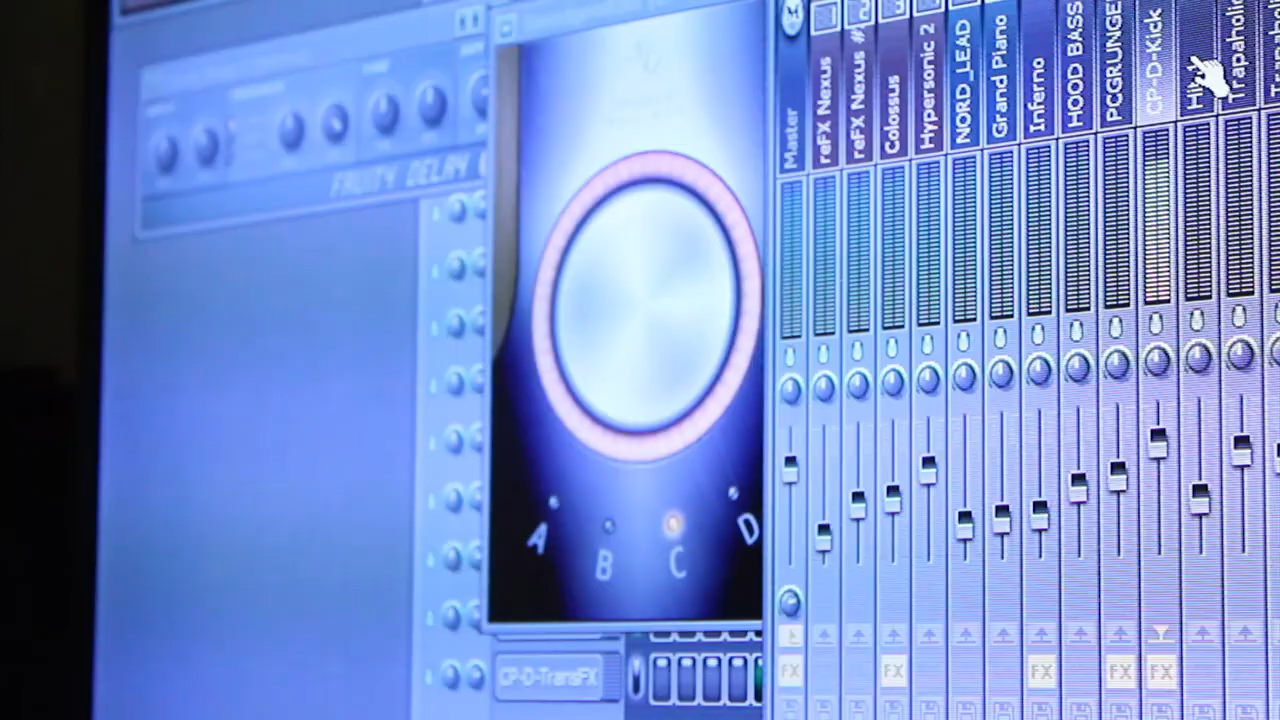 FRUITY DELAY
A
B
C
D
CP-D-TransFX
Master
reFX Nexus
reFX Nexus #
Colossus
Hypersonic 2
NORD_LEAD
Grand Piano
Inferno
HOOD BASS
PCGRUNGE
CP-D-Kick
Trapaholic
FX
FX
FX
FX
FX